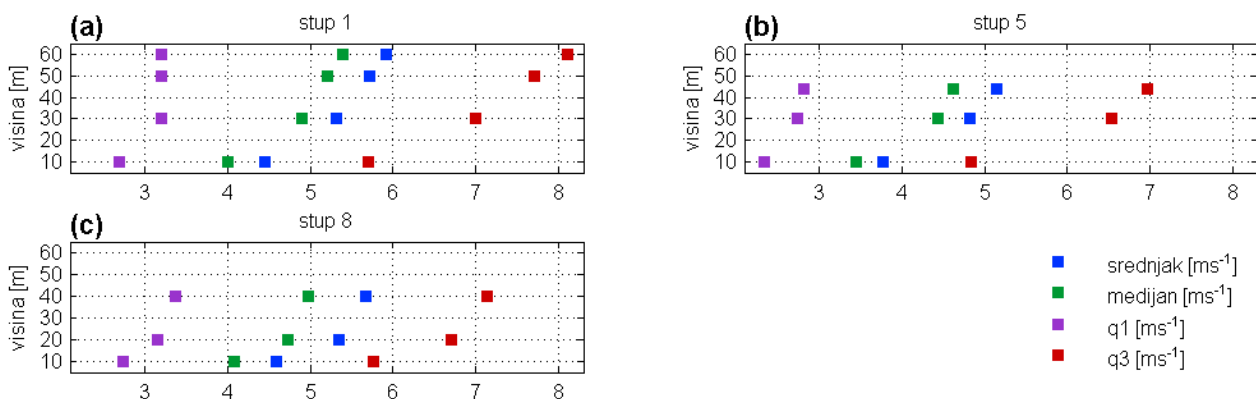 (a) stup 1
visina [m]
60
50
40
30
20
10
3 4 5 6 7 8
(b) stup 5
visina [m]
60
50
40
30
20
10
3 4 5 6 7 8
(c) stup 8
visina [m]
60
50
40
30
20
10
3 4 5 6 7 8
srednjak [ms⁻¹]
medijan [ms⁻¹]
q1 [ms⁻¹]
q3 [ms⁻¹]